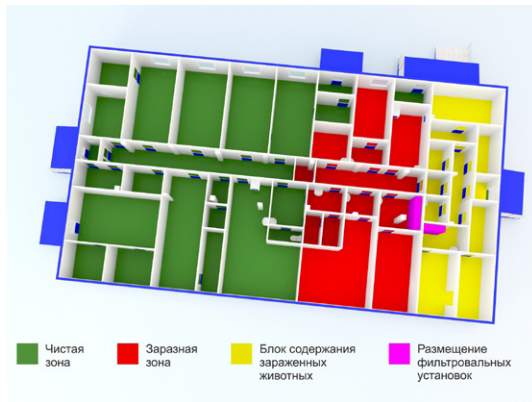 Чистая
зона
Заразная
зона
Блок содержания
зараженных
животных
Размещение
фильтровальных
установок